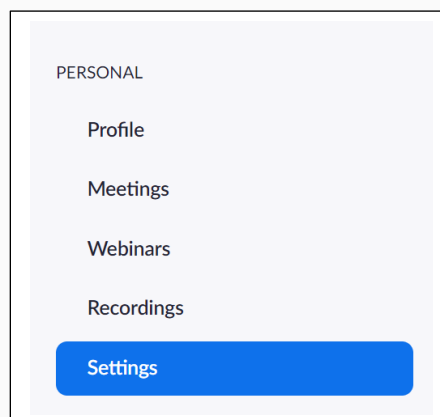 PERSONAL
Profile
Meetings
Webinars
Recordings
Settings